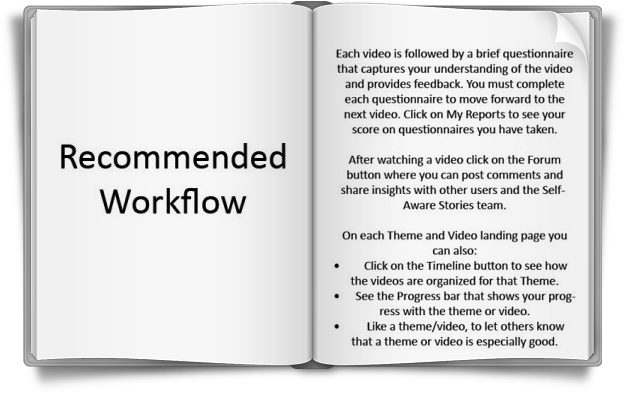 Recommended
Workflow
Each video is followed by a brief questionnaire
that captures your understanding of the video
and provides feedback. You must complete
each questionnaire to move forward to the
next video. Click on My Reports to see your
score on questionnaires you have taken.
After watching a video click on the Forum
button where you can post comments and
share insights with other users and the Self-
Aware Stories team.
On each Theme and Video landing page you
can also:
• Click on the Timeline button to see how
the videos are organized for that Theme.
• See the Progress bar that shows your prog-
ress with the theme or video.
• Like a theme/video, to let others know
that a theme or video is especially good.